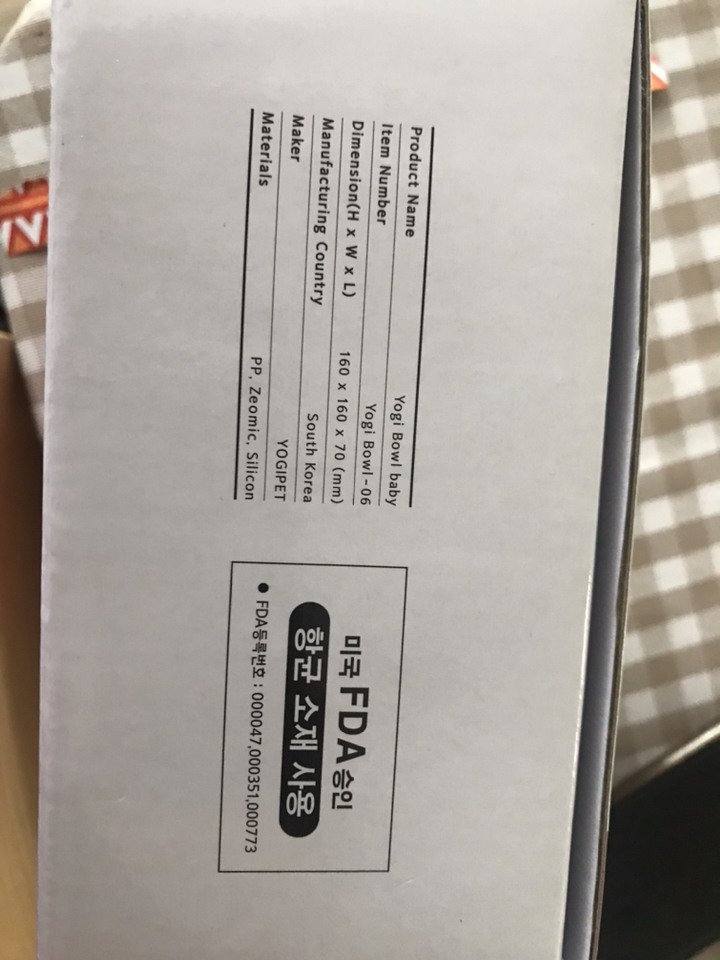 Product Name Yogi Bowl baby
Item Number Yogi Bowl-06
Dimension(H x W x L) 160 x 160 x 70 (mm)
Manufacturing Country South Korea
Maker YOGIPET
Materials PP, Zeomic, Silicon
미국 FDA 승인
항균 소재 사용
● FDA등록번호 : 000047,000351,000773